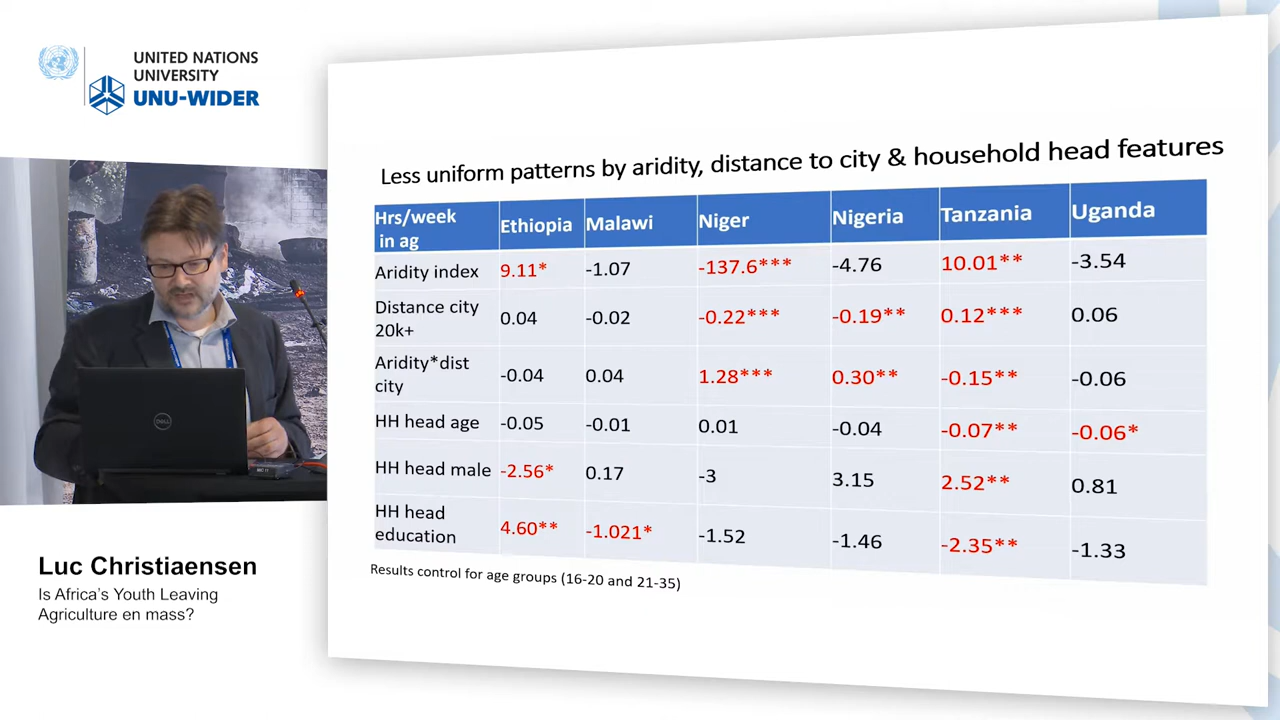 UNITED NATIONS
UNIVERSITY
UNU-WIDER
Less uniform patterns by aridity, distance to city & household head features
Hrs/week in ag Ethiopia Malawi Niger Nigeria Tanzania Uganda
Aridity index 9.11* -1.07 -137.6*** -4.76 10.01** -3.54
Distance city 20k+ 0.04 -0.02 -0.22*** -0.19** 0.12*** 0.06
Aridity*dist city -0.04 0.04 1.28*** 0.30** -0.15** -0.06
HH head age -0.05 -0.01 0.01 -0.04 -0.07** -0.06*
HH head male -2.56* 0.17 -3 3.15 2.52** 0.81
HH head education 4.60** -1.021* -1.52 -1.46 -2.35** -1.33
Results control for age groups (16-20 and 21-35)
DELL
Luc Christiaensen
Is Africa's Youth Leaving
Agriculture en mass?